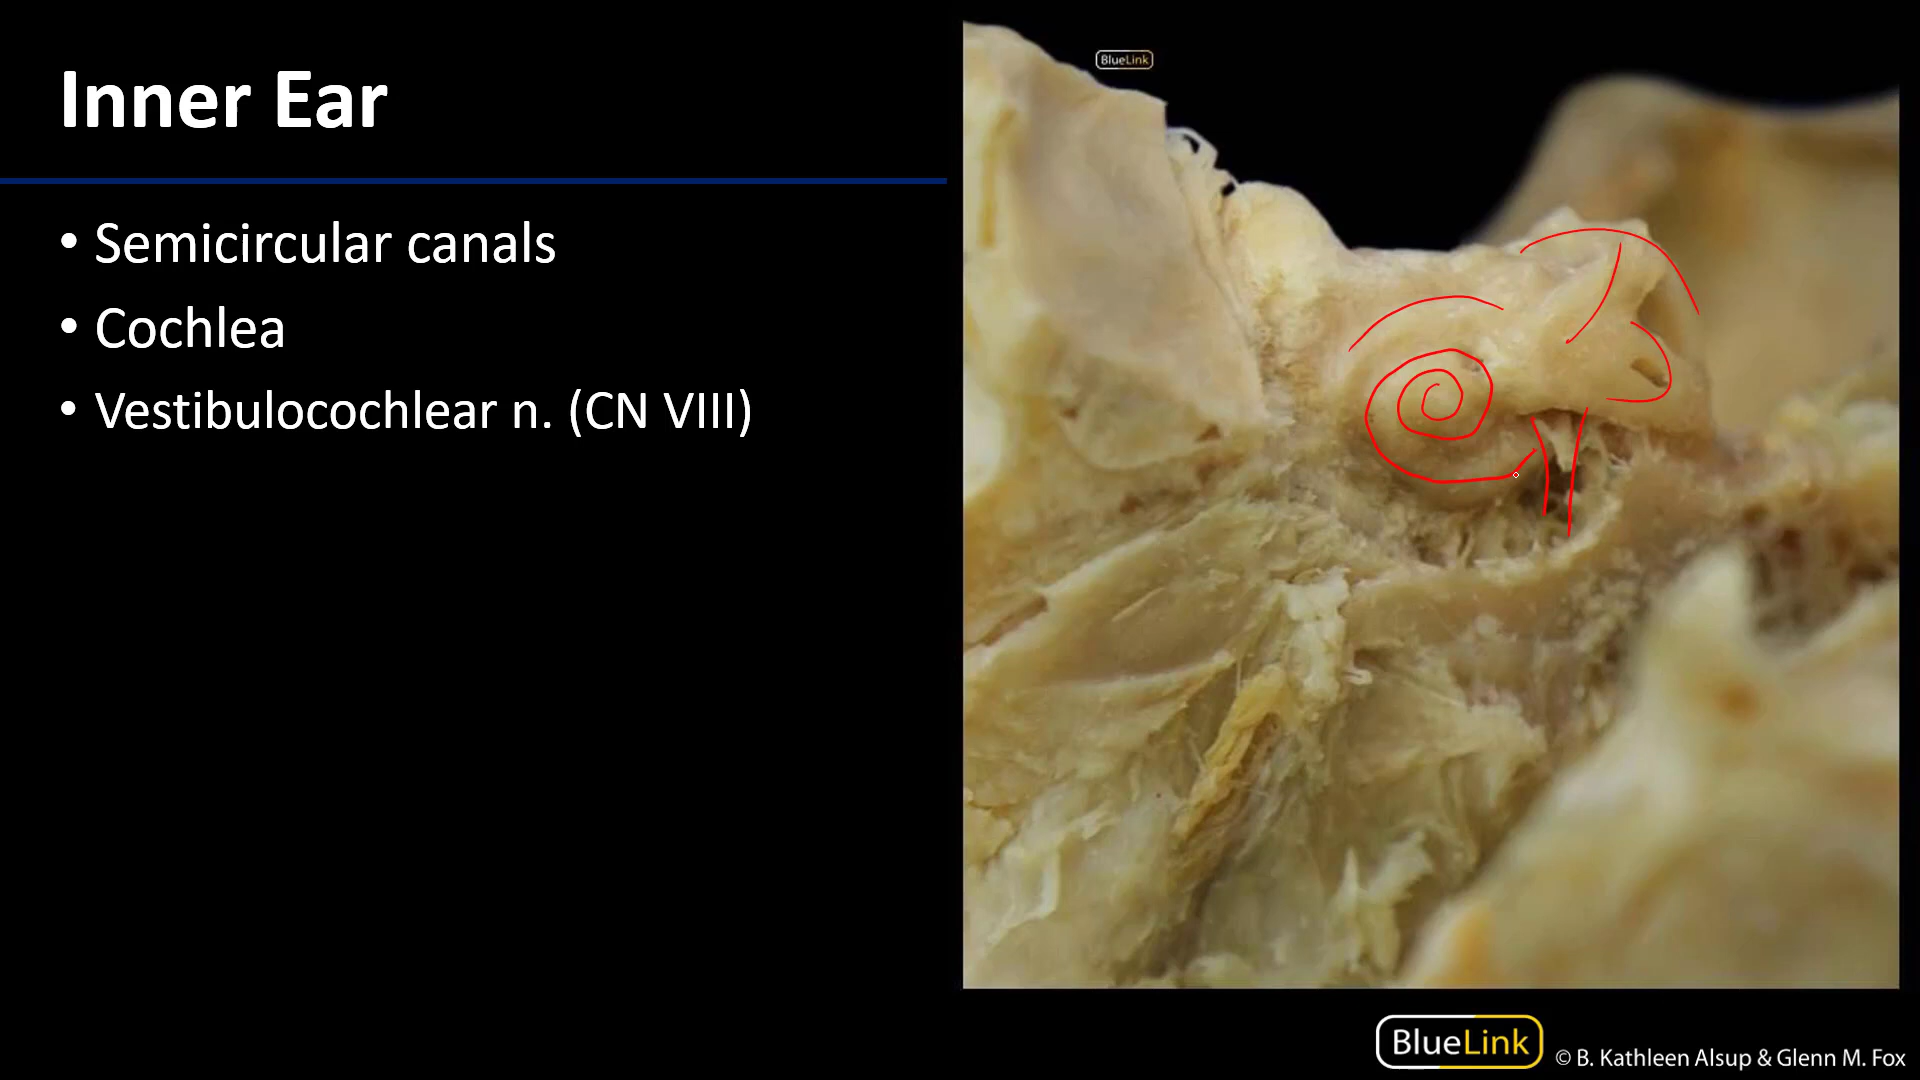 Inner Ear
• Semicircular canals
• Cochlea
• Vestibulocochlear n. (CN VIII)
BlueLink
BlueLink
© B. Kathleen Alsup & Glenn M. Fox